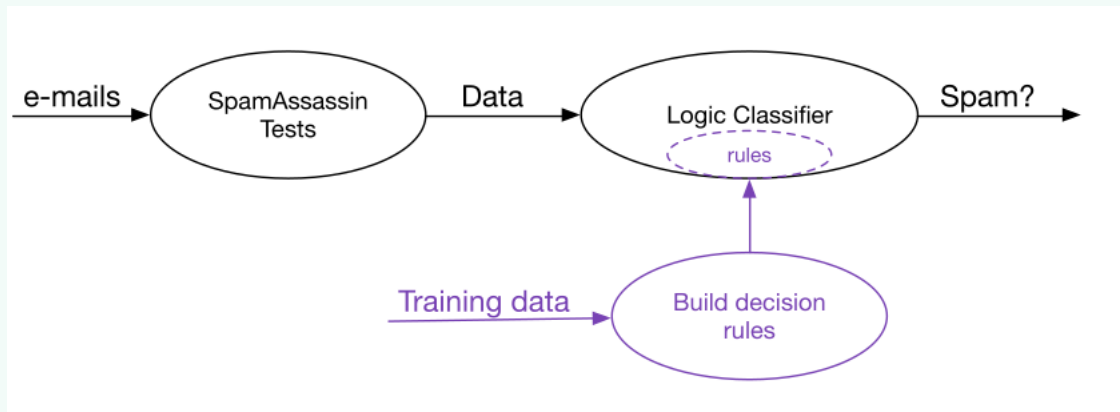 e-mails
SpamAssassin
Tests
Data
Logic Classifier
rules
Spam?
Training data
Build decision
rules